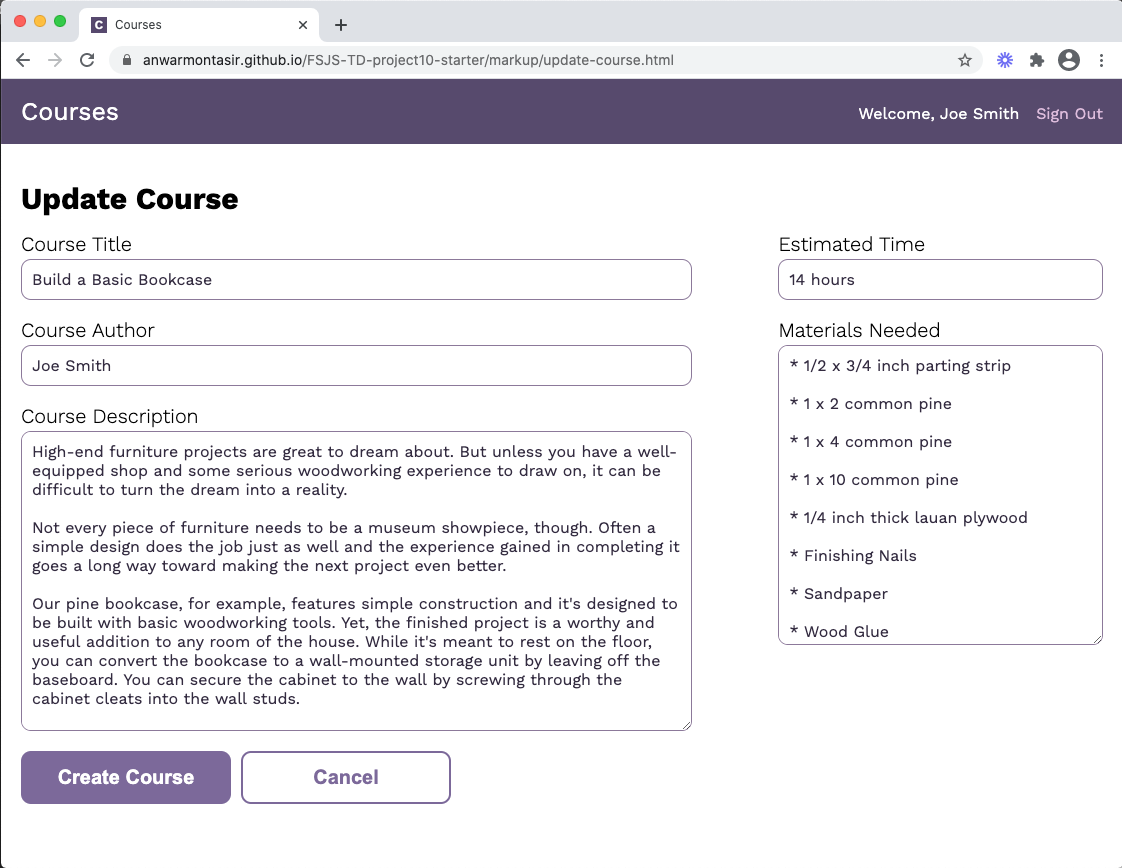 C Courses
anwarmontasir.github.io/FSJS-TD-project10-starter/markup/update-course.html
Courses
Welcome, Joe Smith Sign Out
Update Course
Course Title
Build a Basic Bookcase
Course Author
Joe Smith
Course Description
High-end furniture projects are great to dream about. But unless you have a well-
equipped shop and some serious woodworking experience to draw on, it can be
difficult to turn the dream into a reality.
Not every piece of furniture needs to be a museum showpiece, though. Often a
simple design does the job just as well and the experience gained in completing it
goes a long way toward making the next project even better.
Our pine bookcase, for example, features simple construction and it's designed to
be built with basic woodworking tools. Yet, the finished project is a worthy and
useful addition to any room of the house. While it's meant to rest on the floor,
you can convert the bookcase to a wall-mounted storage unit by leaving off the
baseboard. You can secure the cabinet to the wall by screwing through the
cabinet cleats into the wall studs.
Estimated Time
14 hours
Materials Needed
* 1/2 x 3/4 inch parting strip
* 1 x 2 common pine
* 1 x 4 common pine
* 1 x 10 common pine
* 1/4 inch thick lauan plywood
* Finishing Nails
* Sandpaper
* Wood Glue
Create Course
Cancel